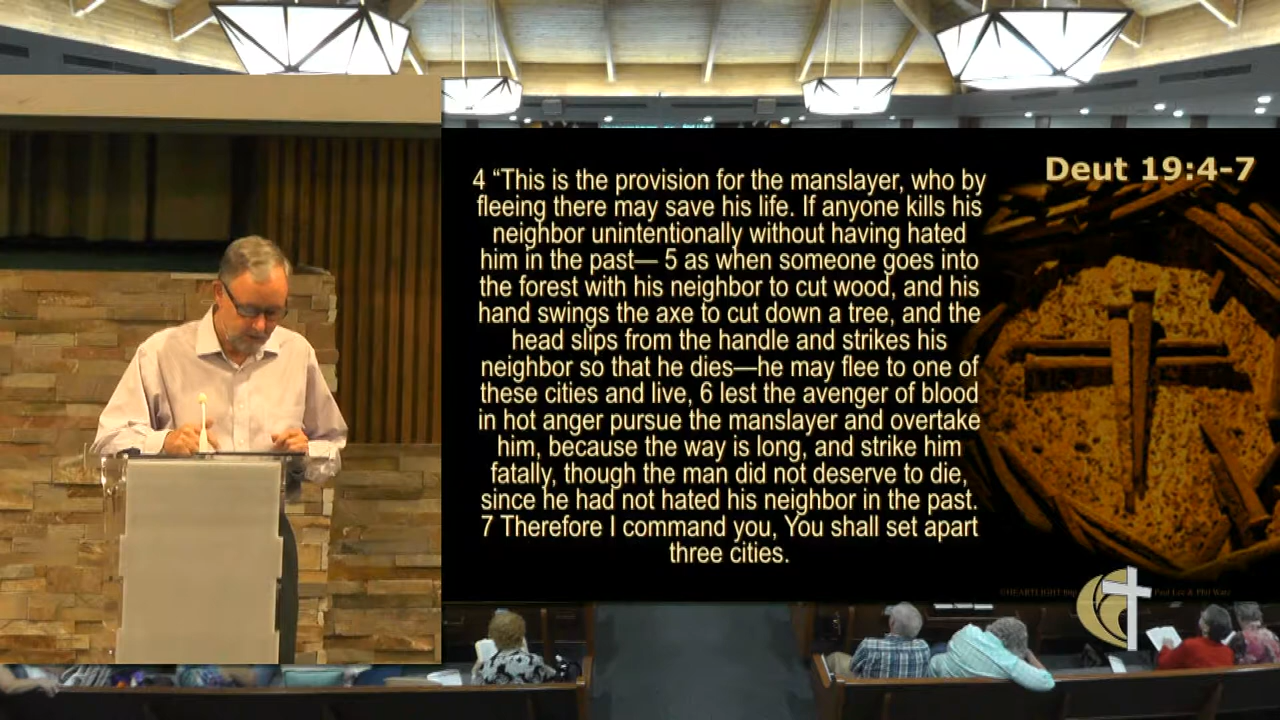 Deut 19:4-7
4 “This is the provision for the manslayer, who by
fleeing there may save his life. If anyone kills his
neighbor unintentionally without having hated
him in the past— 5 as when someone goes into
the forest with his neighbor to cut wood, and his
hand swings the axe to cut down a tree, and the
head slips from the handle and strikes his
neighbor so that he dies—he may flee to one of
these cities and live, 6 lest the avenger of blood
in hot anger pursue the manslayer and overtake
him, because the way is long, and strike him
fatally, though the man did not deserve to die,
since he had not hated his neighbor in the past.
7 Therefore I command you, You shall set apart
three cities.